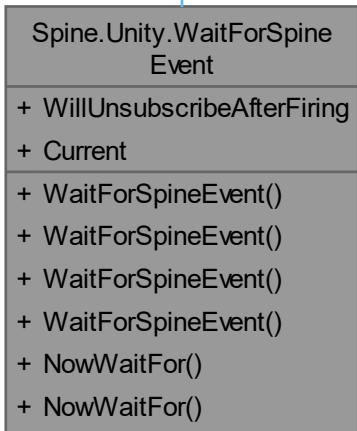 Spine.Unity.WaitForSpine
Event
+ WillUnsubscribeAfterFiring
+ Current
+ WaitForSpineEvent()
+ WaitForSpineEvent()
+ WaitForSpineEvent()
+ WaitForSpineEvent()
+ NowWaitFor()
+ NowWaitFor()